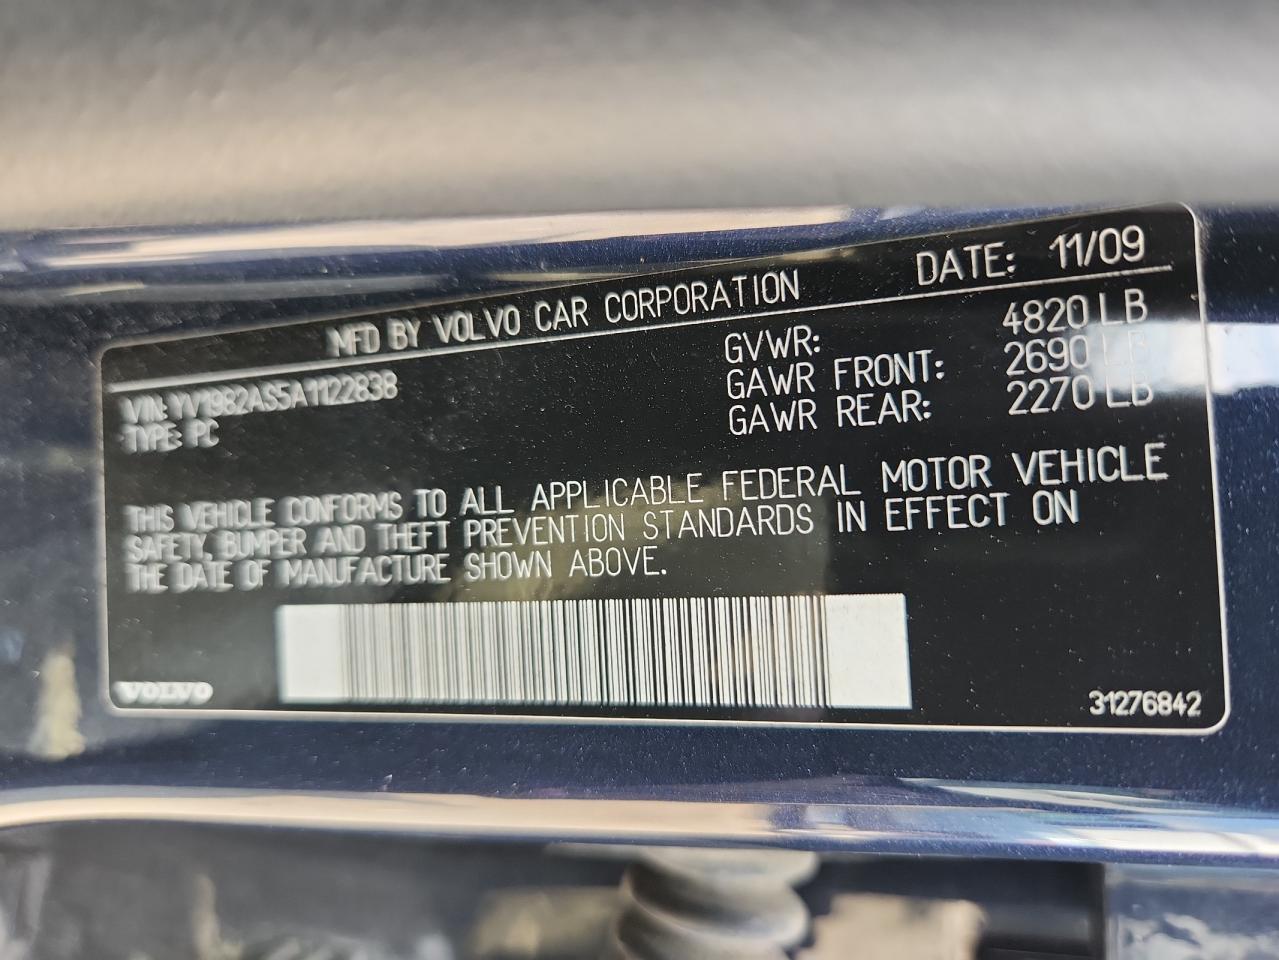 MFD BY VOLVO CAR CORPORATION DATE: 11/09
VIN: YV1982AS5A1122838 GVWR: 4820 LB
TYPE: PC GAWR FRONT: 2690 LB
GAWR REAR: 2270 LB
THIS VEHICLE CONFORMS TO ALL APPLICABLE FEDERAL MOTOR VEHICLE
SAFETY, BUMPER AND THEFT PREVENTION STANDARDS IN EFFECT ON
THE DATE OF MANUFACTURE SHOWN ABOVE.
VOLVO 31276842